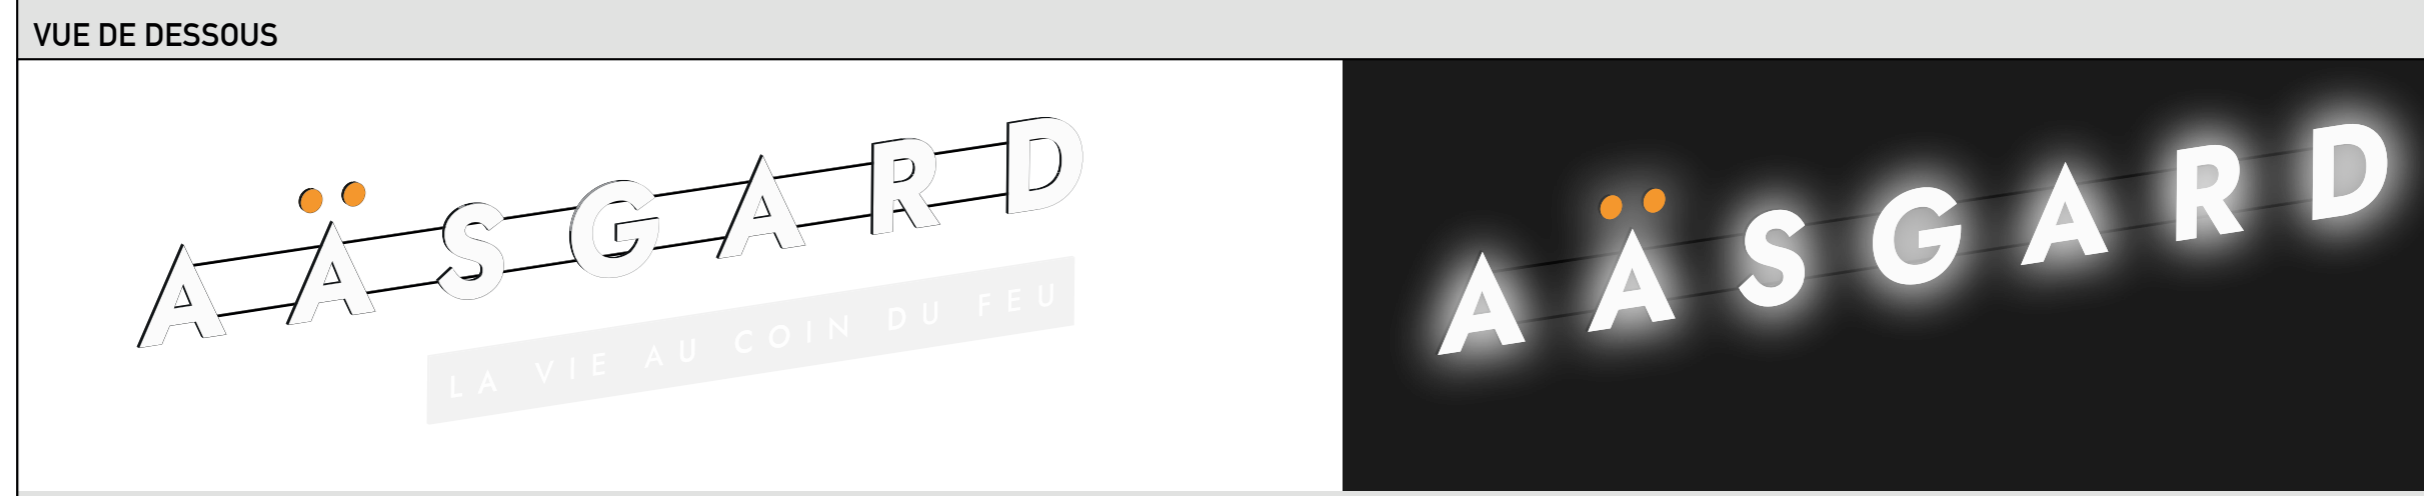 VUE DE DESSOUS
AÄSGARD
LA VIE AU COIN DU FEU
AÄSGARD